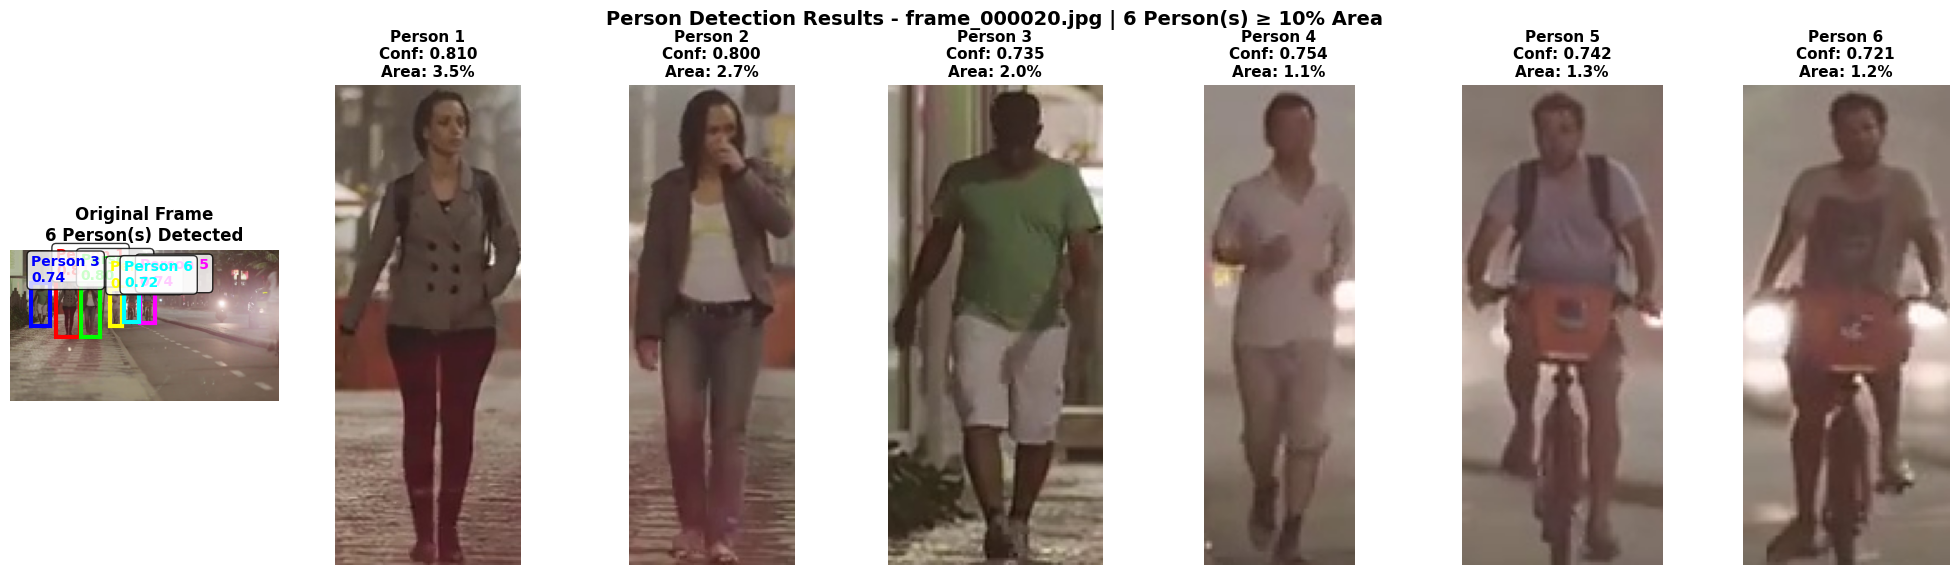 Person Detection Results - frame_000020.jpg | 6 Person(s) ≥ 10% Area
Original Frame
6 Person(s) Detected
Person 3
0.74
Person 6
0.72
Person 1
Conf: 0.810
Area: 3.5%
Person 2
Conf: 0.800
Area: 2.7%
Person 3
Conf: 0.735
Area: 2.0%
Person 4
Conf: 0.754
Area: 1.1%
Person 5
Conf: 0.742
Area: 1.3%
Person 6
Conf: 0.721
Area: 1.2%